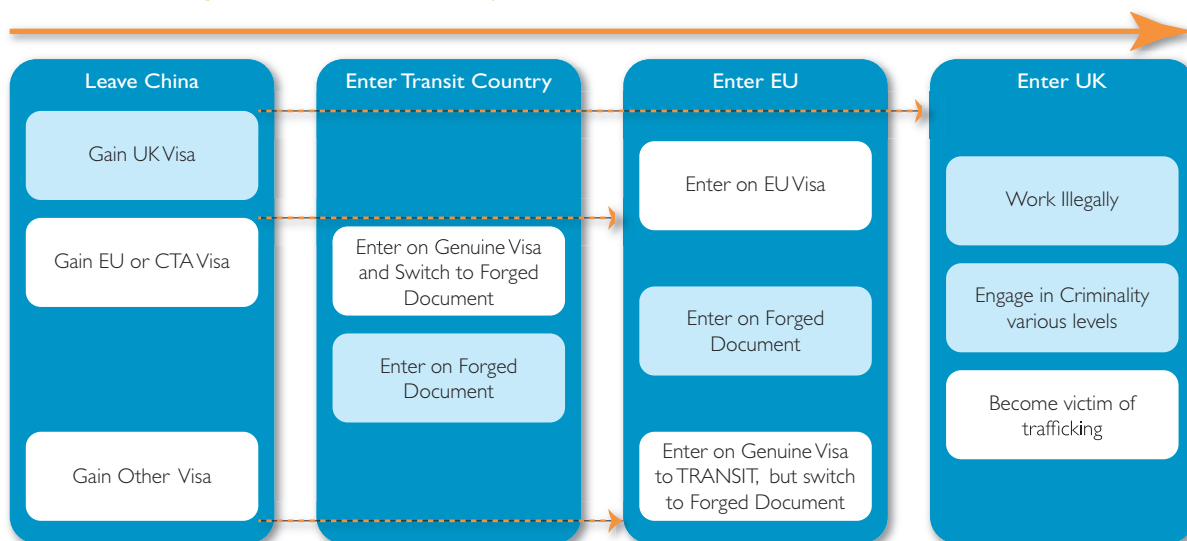 Leave China
Gain UK Visa
Gain EU or CTA Visa
Gain Other Visa
Enter Transit Country
Enter on Genuine Visa
and Switch to Forged
Document
Enter on Forged
Document
Enter EU
Enter on EU Visa
Enter on Forged
Document
Enter on Genuine Visa
to TRANSIT, but switch
to Forged Document
Enter UK
Work Illegally
Engage in Criminality
various levels
Become victim of
trafficking